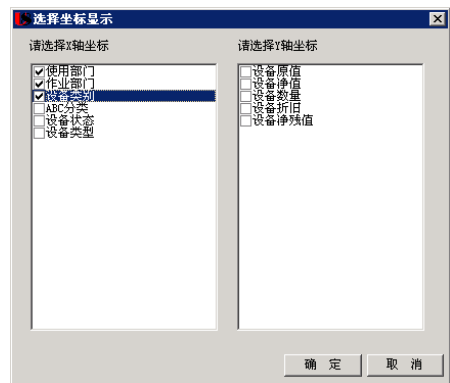 选择坐标显示
请选择X轴坐标
请选择Y轴坐标
使用部门
作业部门
设备类别
ABC分类
设备状态
设备类型
设备原值
设备净值
设备数量
设备折旧
设备净残值
确 定
取 消